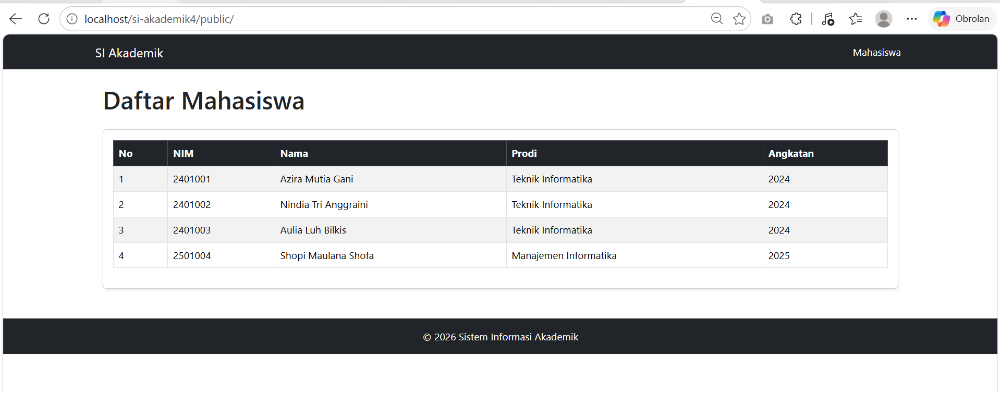 localhost/si-akademik4/public/
Obrolan
SI Akademik
Mahasiswa
Daftar Mahasiswa
No NIM Nama Prodi Angkatan
1 2401001 Azira Mutia Gani Teknik Informatika 2024
2 2401002 Nindia Tri Anggraini Teknik Informatika 2024
3 2401003 Aulia Luh Bilkis Teknik Informatika 2024
4 2501004 Shopi Maulana Shofa Manajemen Informatika 2025
© 2026 Sistem Informasi Akademik